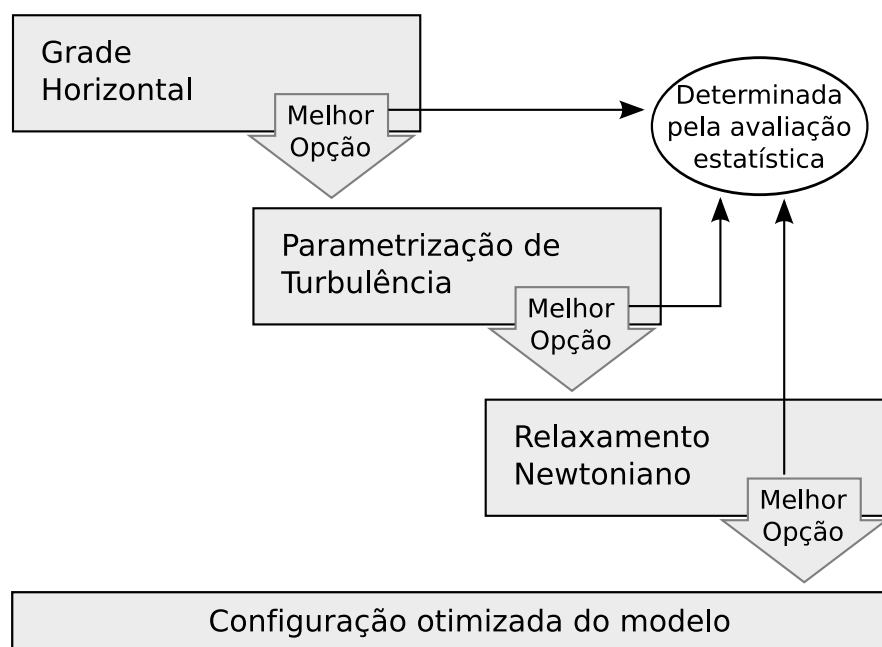 Grade
Horizontal
Melhor
Opção
Determinada
pela avaliação
estatística
Parametrização de
Turbulência
Melhor
Opção
Relaxamento
Newtoniano
Melhor
Opção
Configuração otimizada do modelo